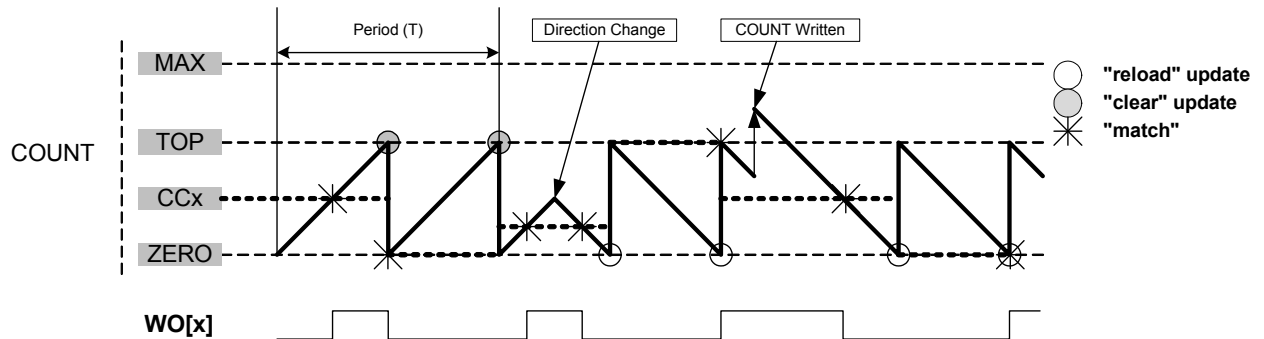 Period (T)
Direction Change
COUNT Written
MAX
"reload" update
"clear" update
"match"
TOP
COUNT
CCx
ZERO
WO[x]